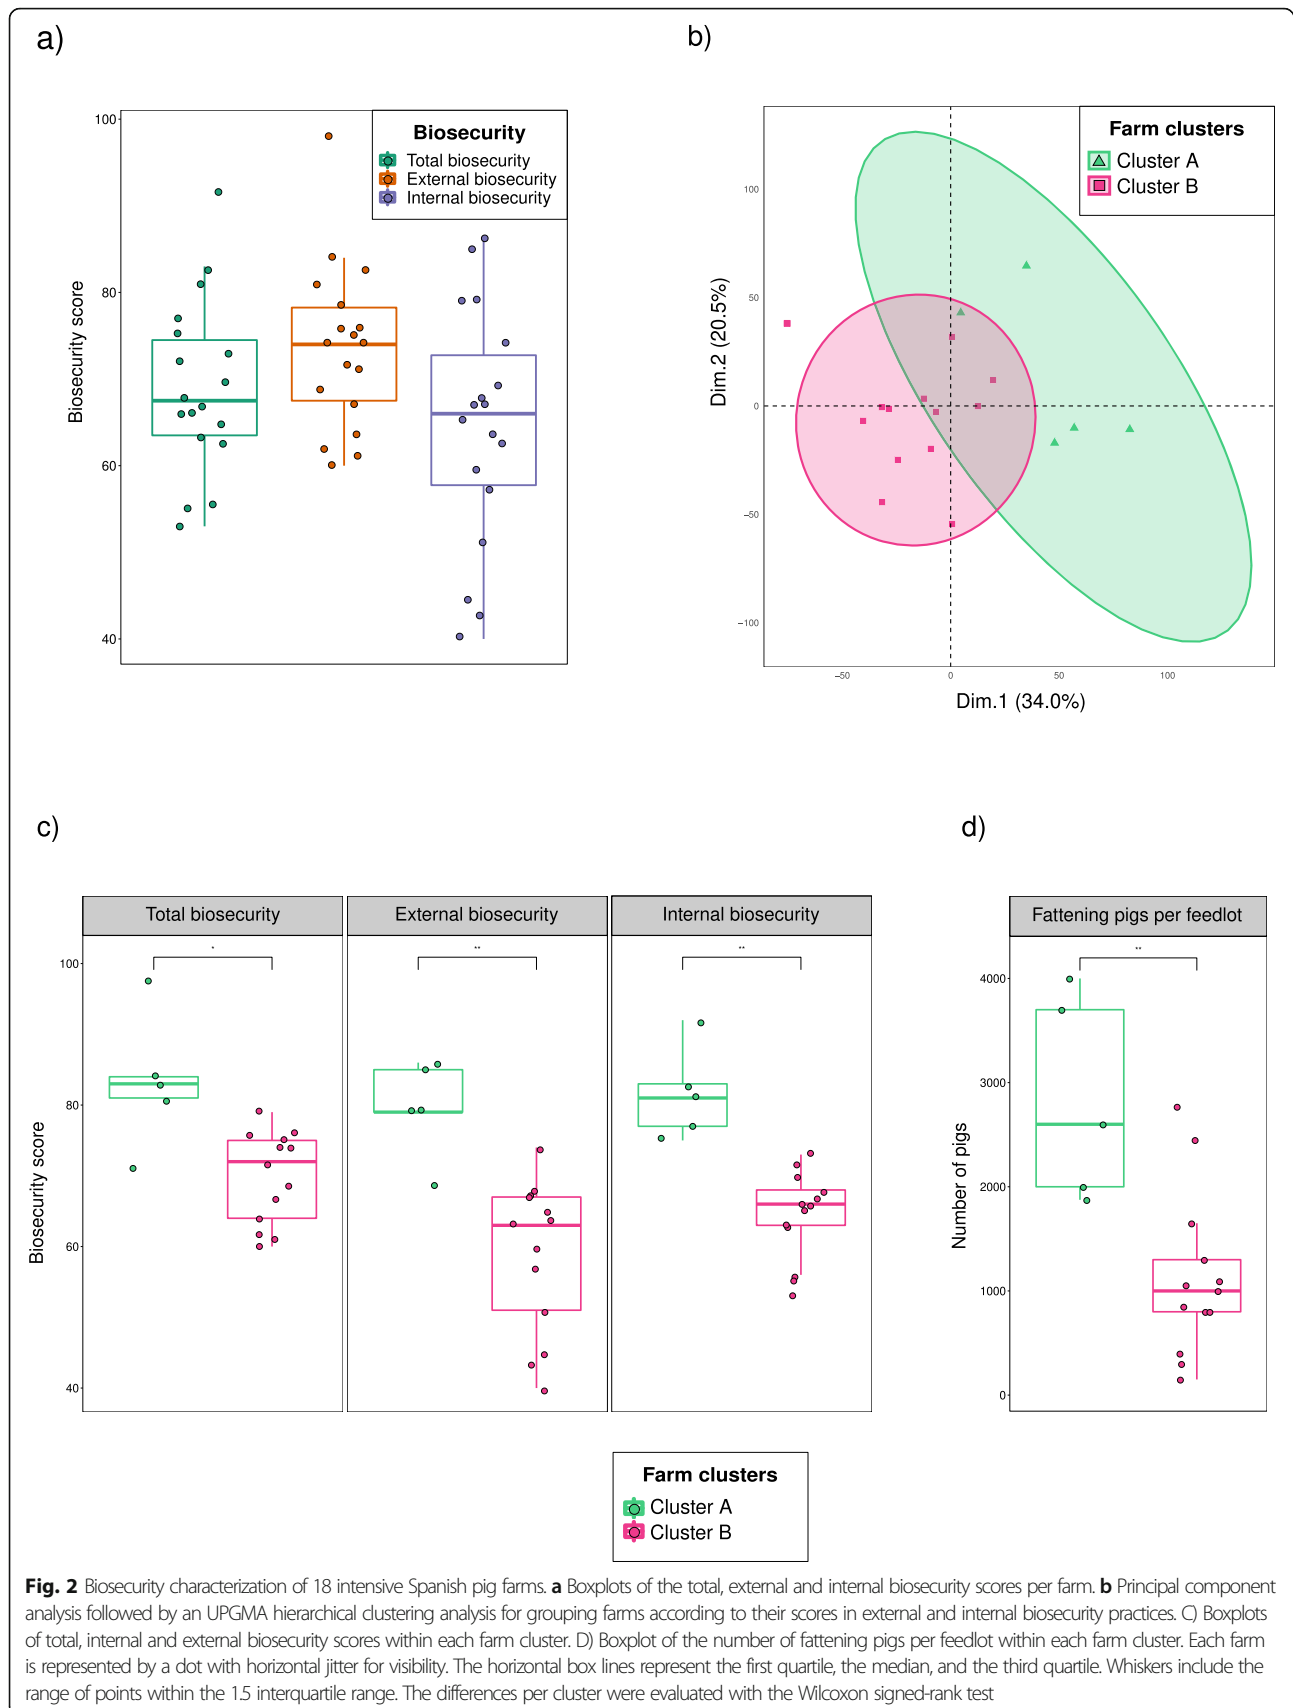 a)
b)
Biosecurity
Total biosecurity
External biosecurity
Internal biosecurity
100
80
60
40
Biosecurity score
Farm clusters
Cluster A
Cluster B
100
50
0
−50
−100
Dim.2 (20.5%)
−50 0 50 100
Dim.1 (34.0%)
c)
d)
Total biosecurity External biosecurity Internal biosecurity
* ** **
100
80
60
40
Biosecurity score
Fattening pigs per feedlot
**
4000
3000
2000
1000
0
Number of pigs
Farm clusters
Cluster A
Cluster B
Fig. 2 Biosecurity characterization of 18 intensive Spanish pig farms. a Boxplots of the total, external and internal biosecurity scores per farm. b Principal component
analysis followed by an UPGMA hierarchical clustering analysis for grouping farms according to their scores in external and internal biosecurity practices. C) Boxplots
of total, internal and external biosecurity scores within each farm cluster. D) Boxplot of the number of fattening pigs per feedlot within each farm cluster. Each farm
is represented by a dot with horizontal jitter for visibility. The horizontal box lines represent the first quartile, the median, and the third quartile. Whiskers include the
range of points within the 1.5 interquartile range. The differences per cluster were evaluated with the Wilcoxon signed-rank test